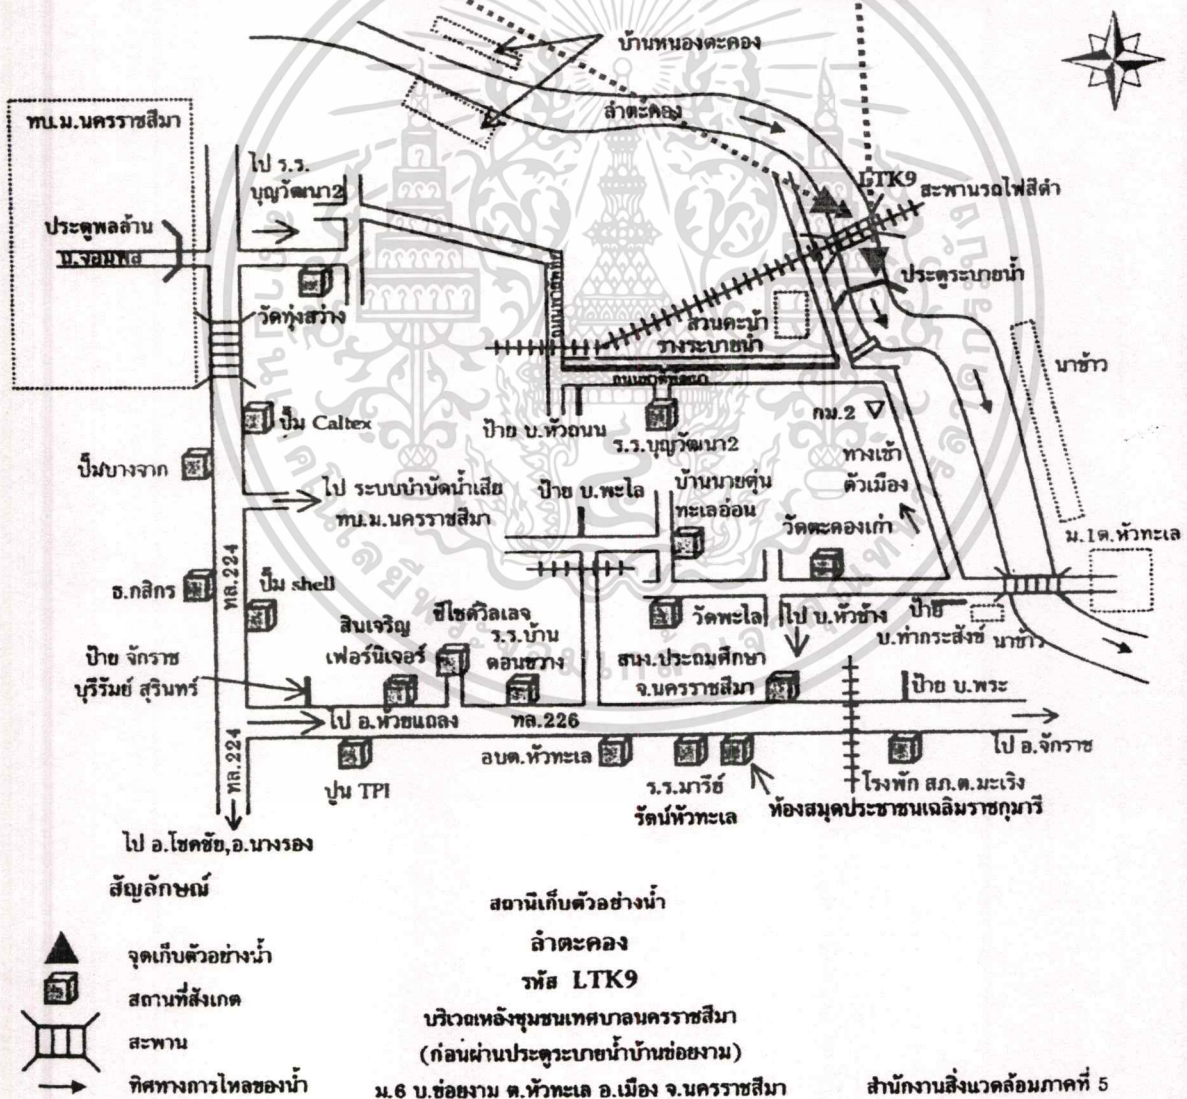 บ้านหนองตะคอง
ทน.ม.นครราชสีมา
ลำตะคอง
ไป ร.ร.
บุญวัฒนา2
LTK9
สะพานรถไฟสีดำ
ประตูพลล้าน
ถ.จอมพล
ประตูระบายน้ำ
วัดทุ่งสว่าง
สวนคะน้า
รางระบายน้ำ
นาข้าว
ปั๊ม Caltex
ป้าย บ.หัวถนน
ร.ร.บุญวัฒนา2
กม.2
ทางเข้า
ตัวเมือง
ปั๊มบางจาก
ไป ระบบบำบัดน้ำเสีย
ทน.ม.นครราชสีมา
ป้าย บ.พะไล
บ้านนายตุ่น
ทะเลอ่อน
วัดตะคองเก่า
ม.1ต.หัวทะเล
ธ.กสิกร
ทล.224
ปั๊ม shell
สินเจริญ
เฟอร์นิเจอร์
ซีไซด์วิลเลจ
ร.ร.บ้าน
ดอนขวาง
วัดพะไล
ไป บ.หัวช้าง
ป้าย
บ.ท่ากระสังข์
นาข้าว
ป้าย จักราช
บุรีรัมย์ สุรินทร์
สนง.ประถมศึกษา
จ.นครราชสีมา
ป้าย บ.พระ
ไป อ.ห้วยแถลง
ทล.226
ทล.224
ปูน TPI
อบต.หัวทะเล
ร.ร.มารีย์
รัตน์หัวทะเล
ห้องสมุดประชาชนเฉลิมราชกุมารี
โรงพัก สภ.ต.มะเริง
ไป อ.จักราช
ไป อ.โชคชัย,อ.นางรอง
สัญลักษณ์
จุดเก็บตัวอย่างน้ำ
สถานที่สังเกต
สะพาน
ทิศทางการไหลของน้ำ
สถานีเก็บตัวอย่างน้ำ
ลำตะคอง
รหัส LTK9
บริเวณหลังชุมชนเทศบาลนครราชสีมา
(ก่อนผ่านประตูระบายน้ำบ้านข่อยงาม)
ม.6 บ.ข่อยงาม ต.หัวทะเล อ.เมือง จ.นครราชสีมา
สำนักงานสิ่งแวดล้อมภาคที่ 5